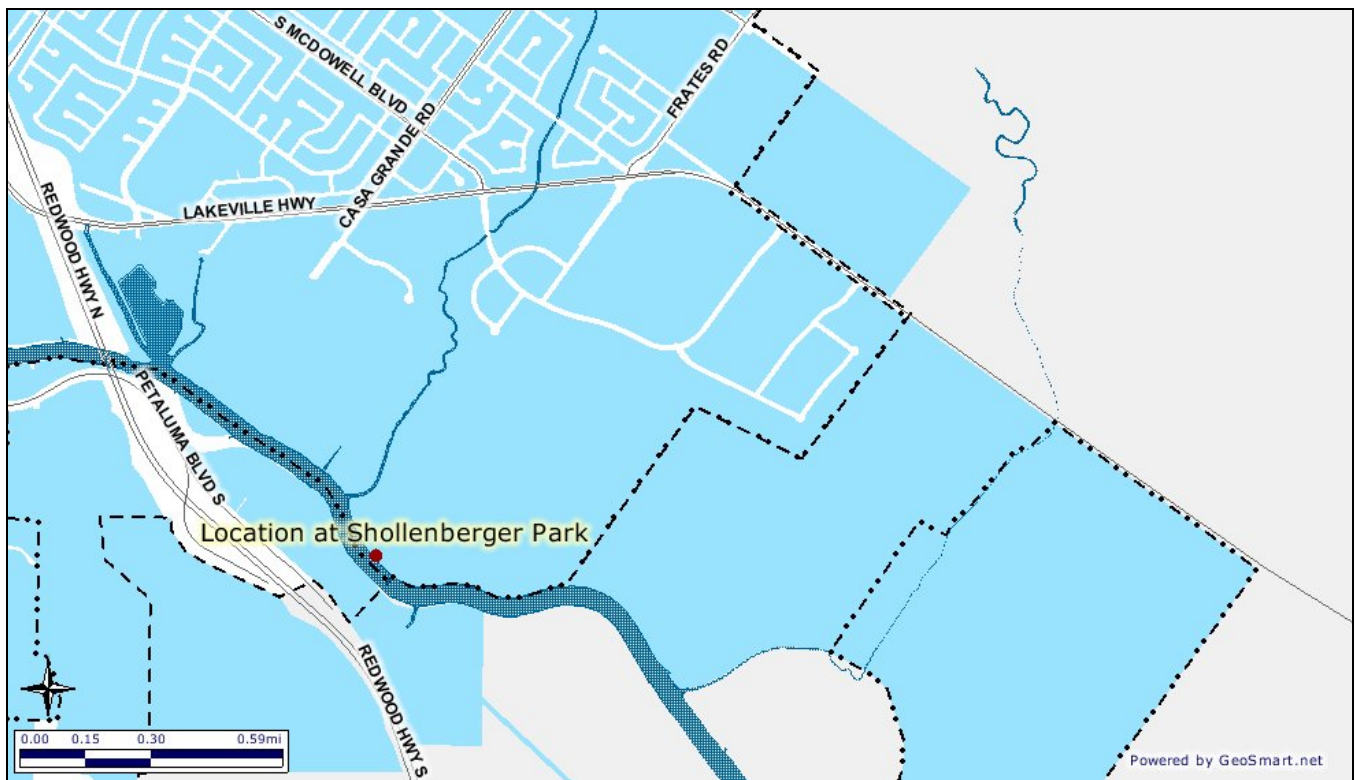 S MCDOWELL BLVD
FRATES RD
CASA GRANDE RD
LAKEVILLE HWY
REDWOOD HWY N
PETALUMA BLVD S
Location at Shollenberger Park
REDWOOD HWY S
0.00 0.15 0.30 0.59mi
Powered by GeoSmart.net